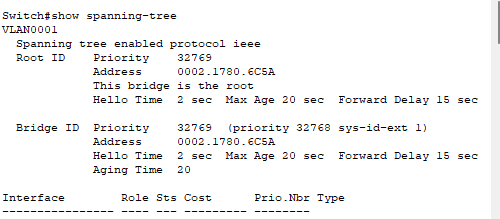 Switch#show spanning-tree
VLAN0001
  Spanning tree enabled protocol ieee
  Root ID    Priority    32769
             Address     0002.1780.6C5A
             This bridge is the root
             Hello Time  2 sec  Max Age 20 sec  Forward Delay 15 sec

  Bridge ID  Priority    32769  (priority 32768 sys-id-ext 1)
             Address     0002.1780.6C5A
             Hello Time  2 sec  Max Age 20 sec  Forward Delay 15 sec
             Aging Time  20

Interface        Role Sts Cost      Prio.Nbr Type
---------------- ---- --- --------- --------